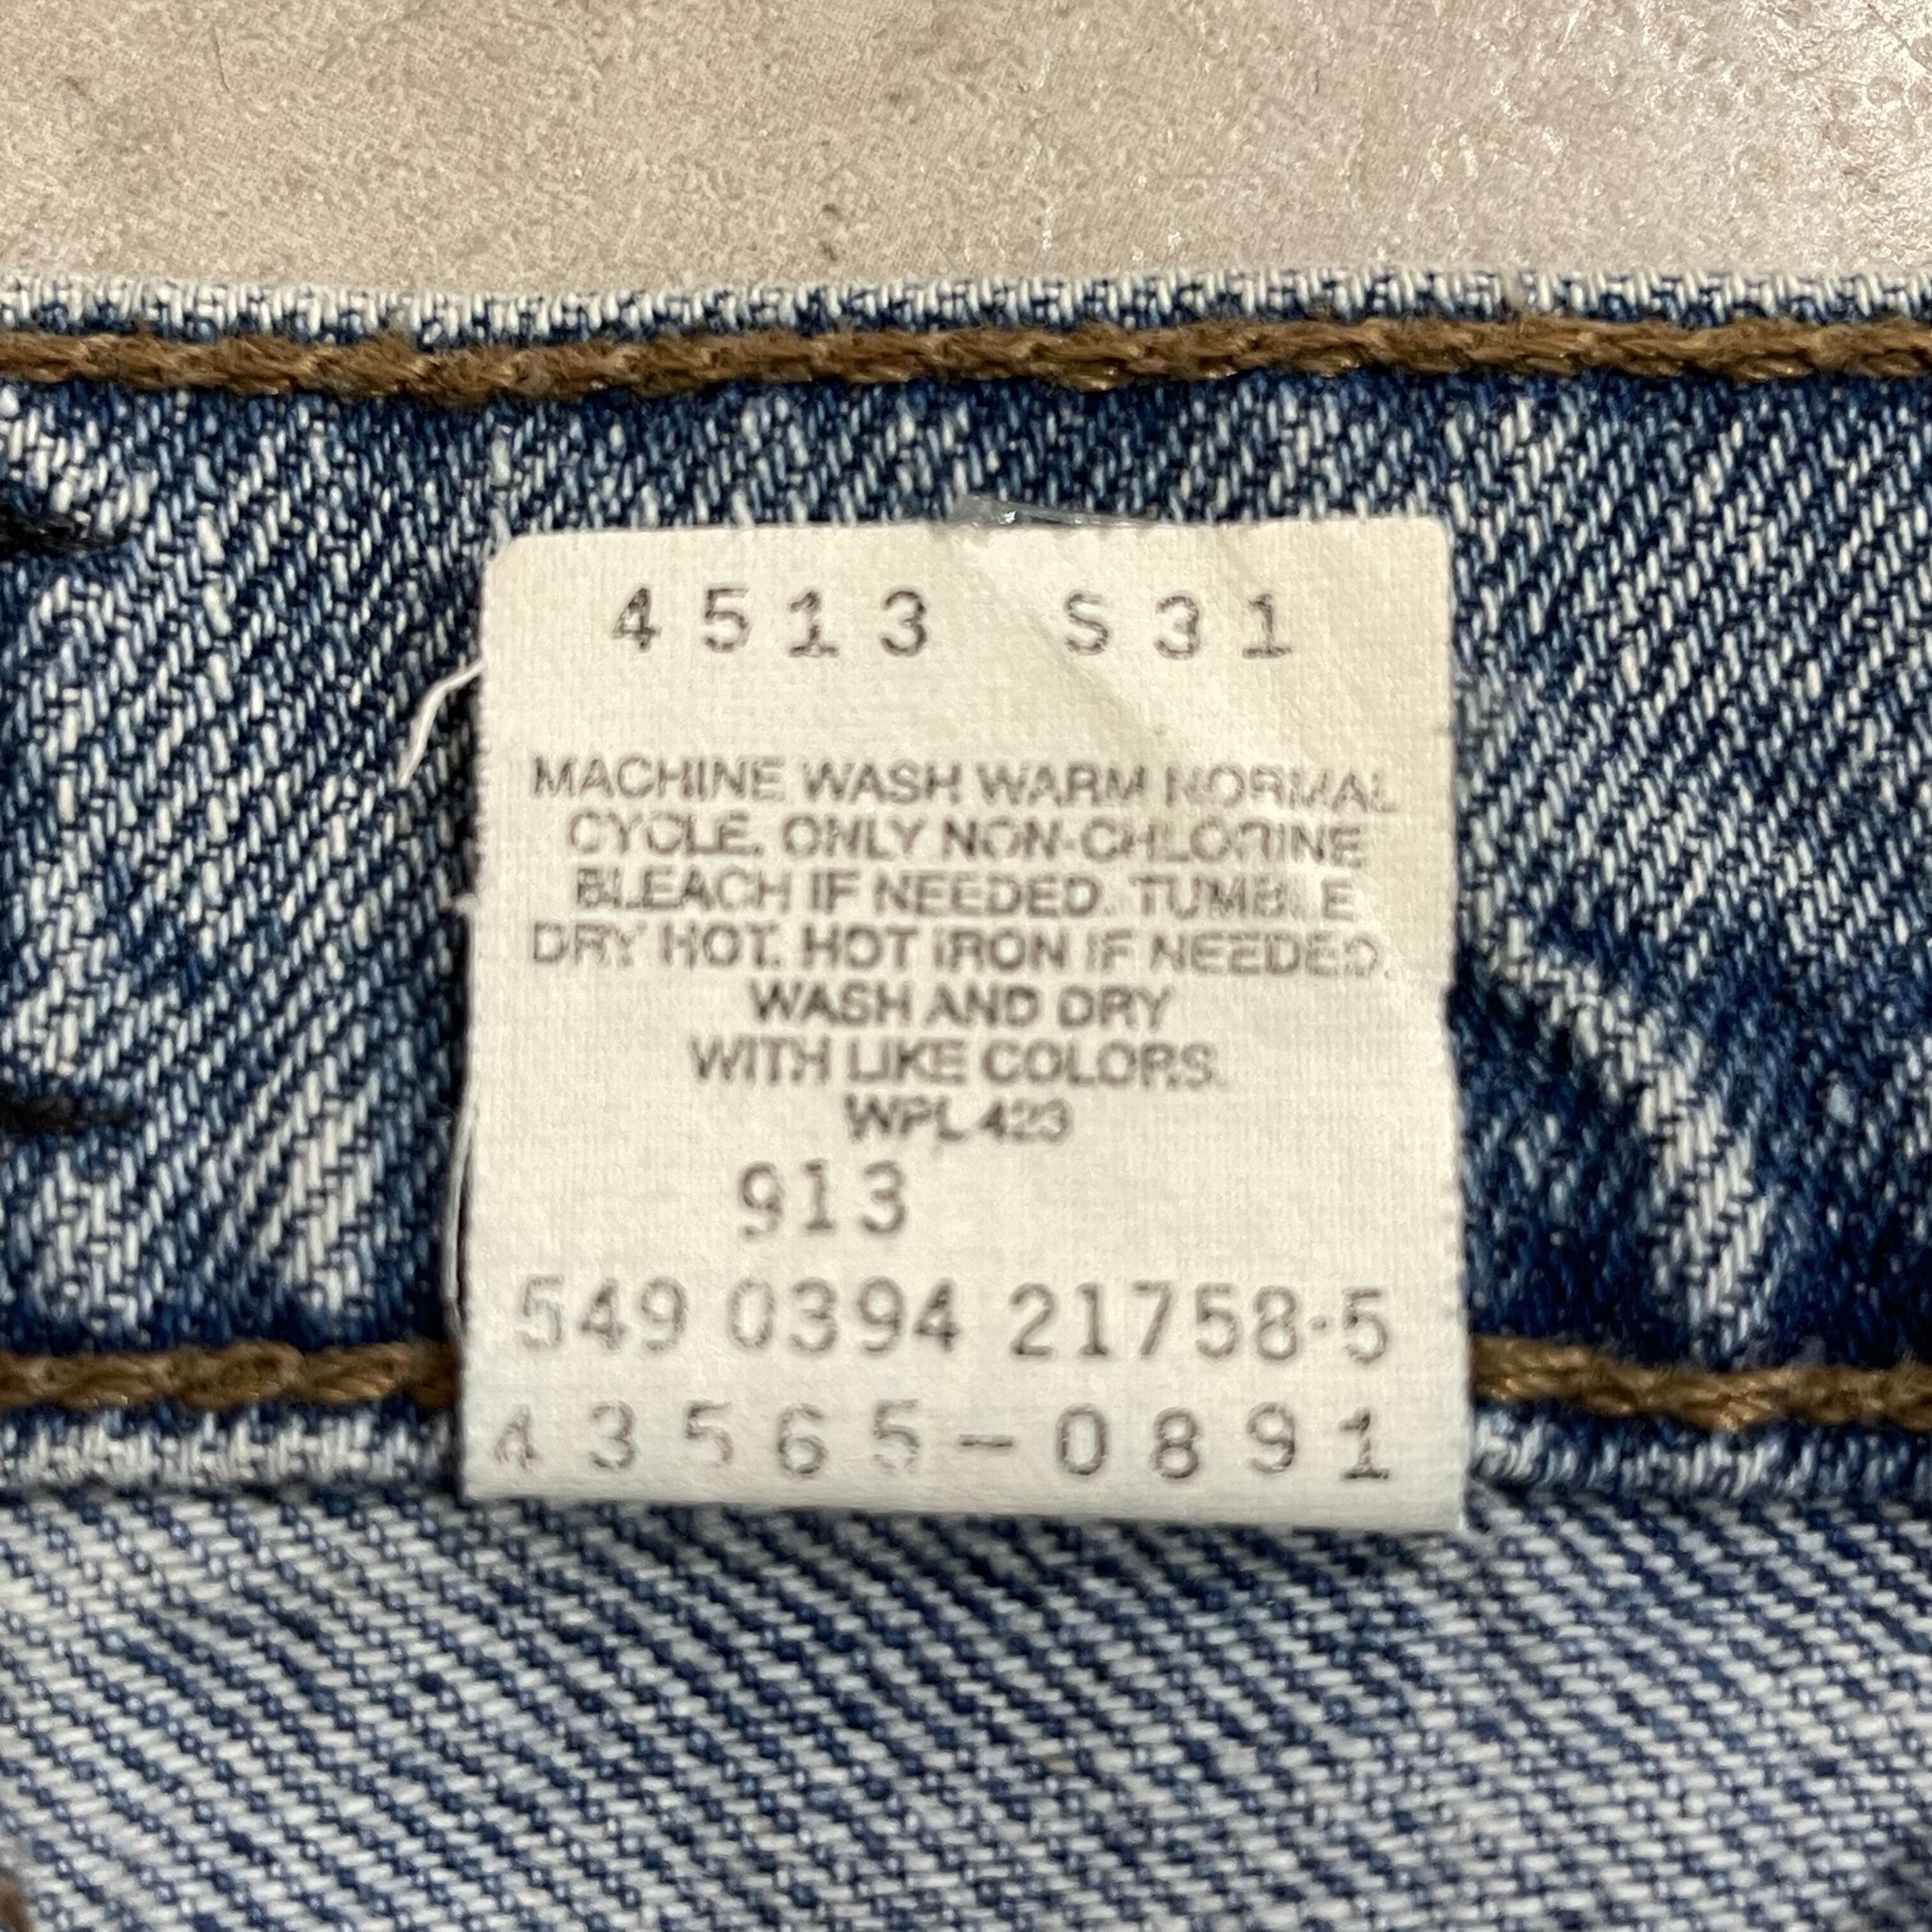 4513 S31
MACHINE WASH WARM NORMAL
CYCLE. ONLY NON-CHLORINE
BLEACH IF NEEDED. TUMBLE
DRY HOT. HOT IRON IF NEEDED.
WASH AND DRY
WITH LIKE COLORS.
WPL 423
913
549 0394 21758-5
43565-0891